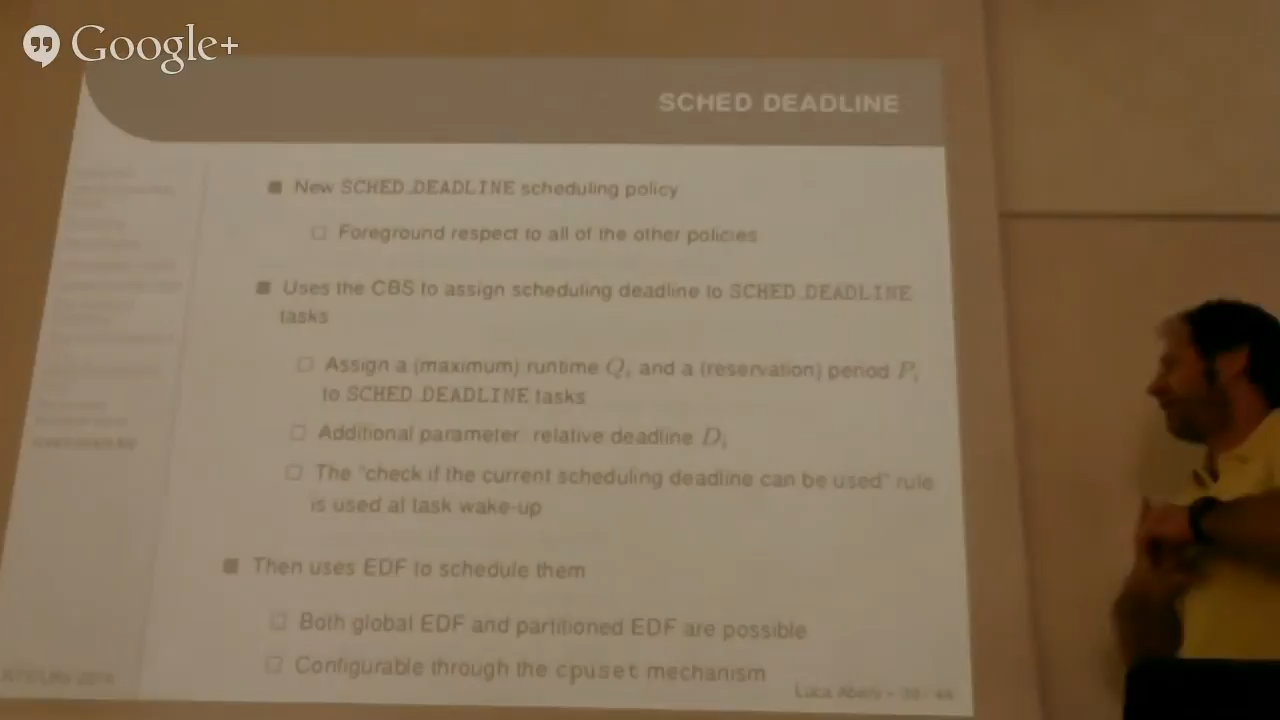 Google+
SCHED DEADLINE
New SCHED_DEADLINE scheduling policy
Foreground respect to all of the other policies
Uses the CBS to assign scheduling deadline to SCHED_DEADLINE
tasks
Assign a (maximum) runtime Qᵢ and a (reservation) period Pᵢ
to SCHED_DEADLINE tasks
Additional parameter: relative deadline Dᵢ
The "check if the current scheduling deadline can be used" rule
is used at task wake-up
Then uses EDF to schedule them
Both global EDF and partitioned EDF are possible
Configurable through the cpuset mechanism
Luca Abeni